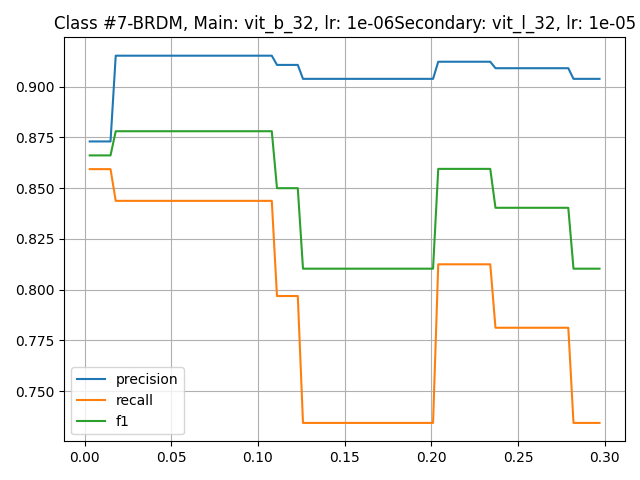 Class #7-BRDM, Main: vit_b_32, lr: 1e-06Secondary: vit_l_32, lr: 1e-05
0.900
0.875
0.850
0.825
0.800
0.775
0.750
precision
recall
f1
0.00 0.05 0.10 0.15 0.20 0.25 0.30